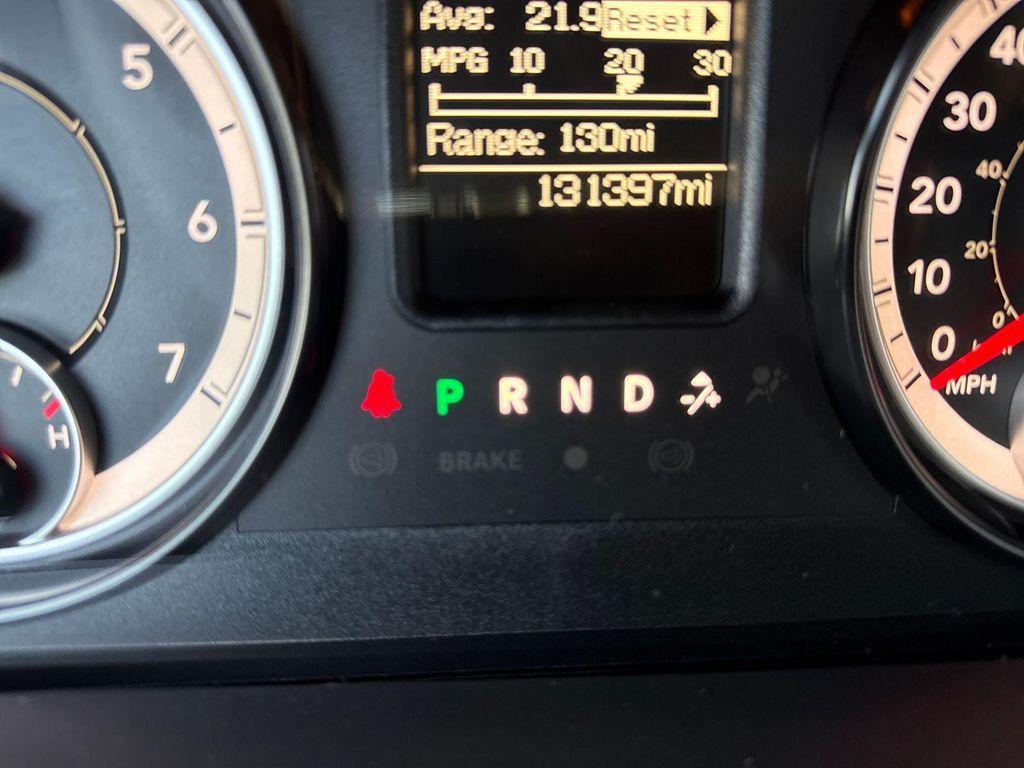 Avg: 21.9 Reset
MPG 10 20 30
Range: 130mi
131397mi
5
6
7
H
40
30
20
10
0
MPH
40
20
0
P R N D -/+
BRAKE